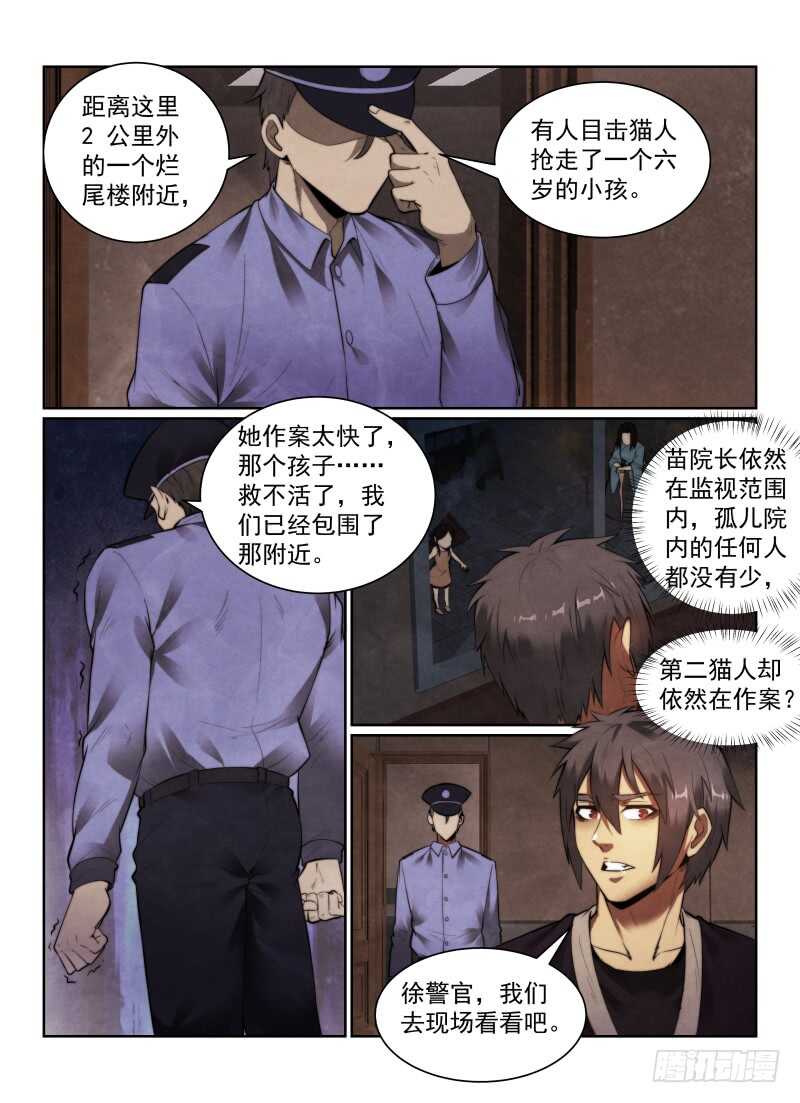 距离这里
2 公里外
的一个烂
尾楼附近，
有人目击猫人
抢走了一个六
岁的小孩。
她作案太快了，
那个孩子……
救不活了，我
们已经包围了
那附近。
苗院长依然
在监视范围
内，孤儿院
内的任何人
都没有少，
第二猫人却
依然在作案？
徐警官，我们
去现场看看吧。
腾讯动漫